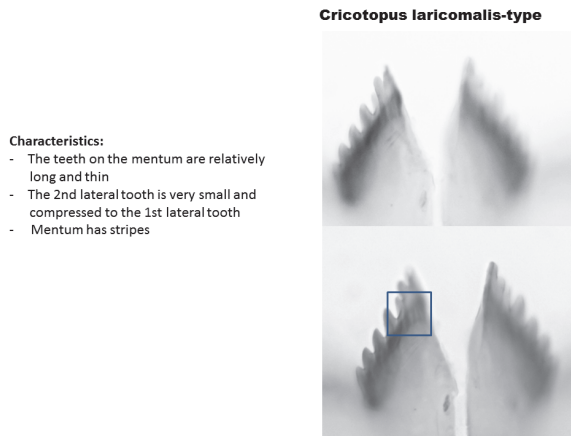 Cricotopus laricomalis-type
Characteristics:
- The teeth on the mentum are relatively
long and thin
- The 2nd lateral tooth is very small and
compressed to the 1st lateral tooth
- Mentum has stripes